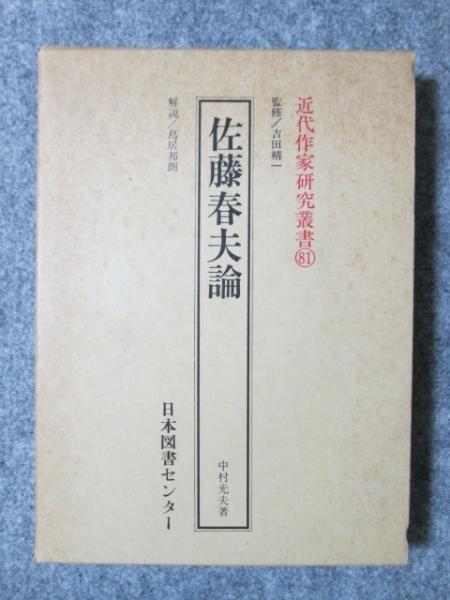 近代作家研究叢書81
監修／吉田精一
佐藤春夫論
中村光夫著
解説／鳥居邦朗
日本図書センター